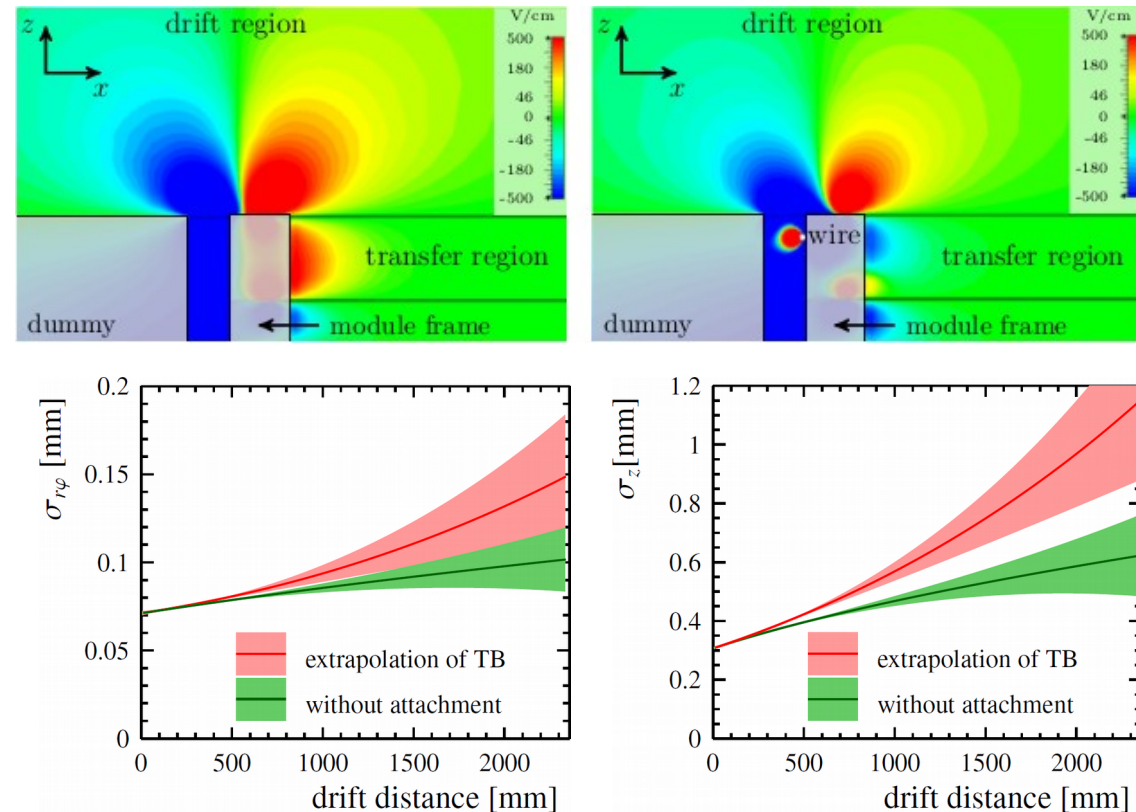 z
drift region
V/cm
x
500
180
46
0
-46
-180
-500
transfer region
dummy
module frame
z
drift region
V/cm
x
500
180
46
0
-46
-180
-500
wire
transfer region
dummy
module frame
σrφ [mm]
0.2
0.15
0.1
0.05
0
extrapolation of TB
without attachment
0 500 1000 1500 2000
drift distance [mm]
σz[mm]
1.2
1
0.8
0.6
0.4
0.2
0
extrapolation of TB
without attachment
0 500 1000 1500 2000
drift distance [mm]